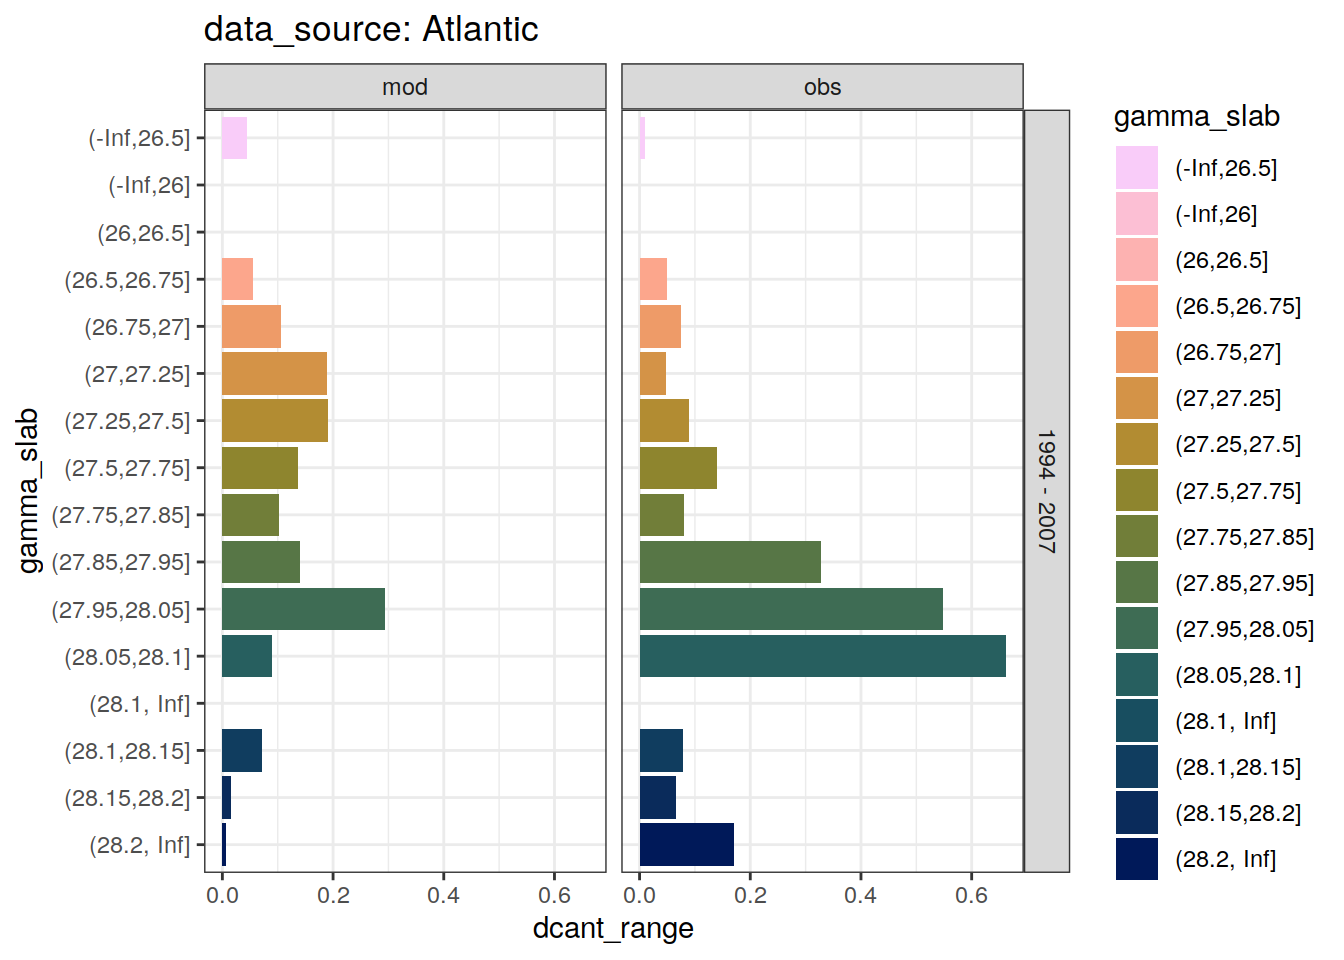 data_source: Atlantic
mod
obs
gamma_slab
(-Inf,26.5]
(-Inf,26]
(26,26.5]
(26.5,26.75]
(26.75,27]
(27,27.25]
(27.25,27.5]
(27.5,27.75]
(27.75,27.85]
(27.85,27.95]
(27.95,28.05]
(28.05,28.1]
(28.1, Inf]
(28.1,28.15]
(28.15,28.2]
(28.2, Inf]
0.0 0.2 0.4 0.6
0.0 0.2 0.4 0.6
dcant_range
1994 - 2007
gamma_slab
(-Inf,26.5]
(-Inf,26]
(26,26.5]
(26.5,26.75]
(26.75,27]
(27,27.25]
(27.25,27.5]
(27.5,27.75]
(27.75,27.85]
(27.85,27.95]
(27.95,28.05]
(28.05,28.1]
(28.1, Inf]
(28.1,28.15]
(28.15,28.2]
(28.2, Inf]